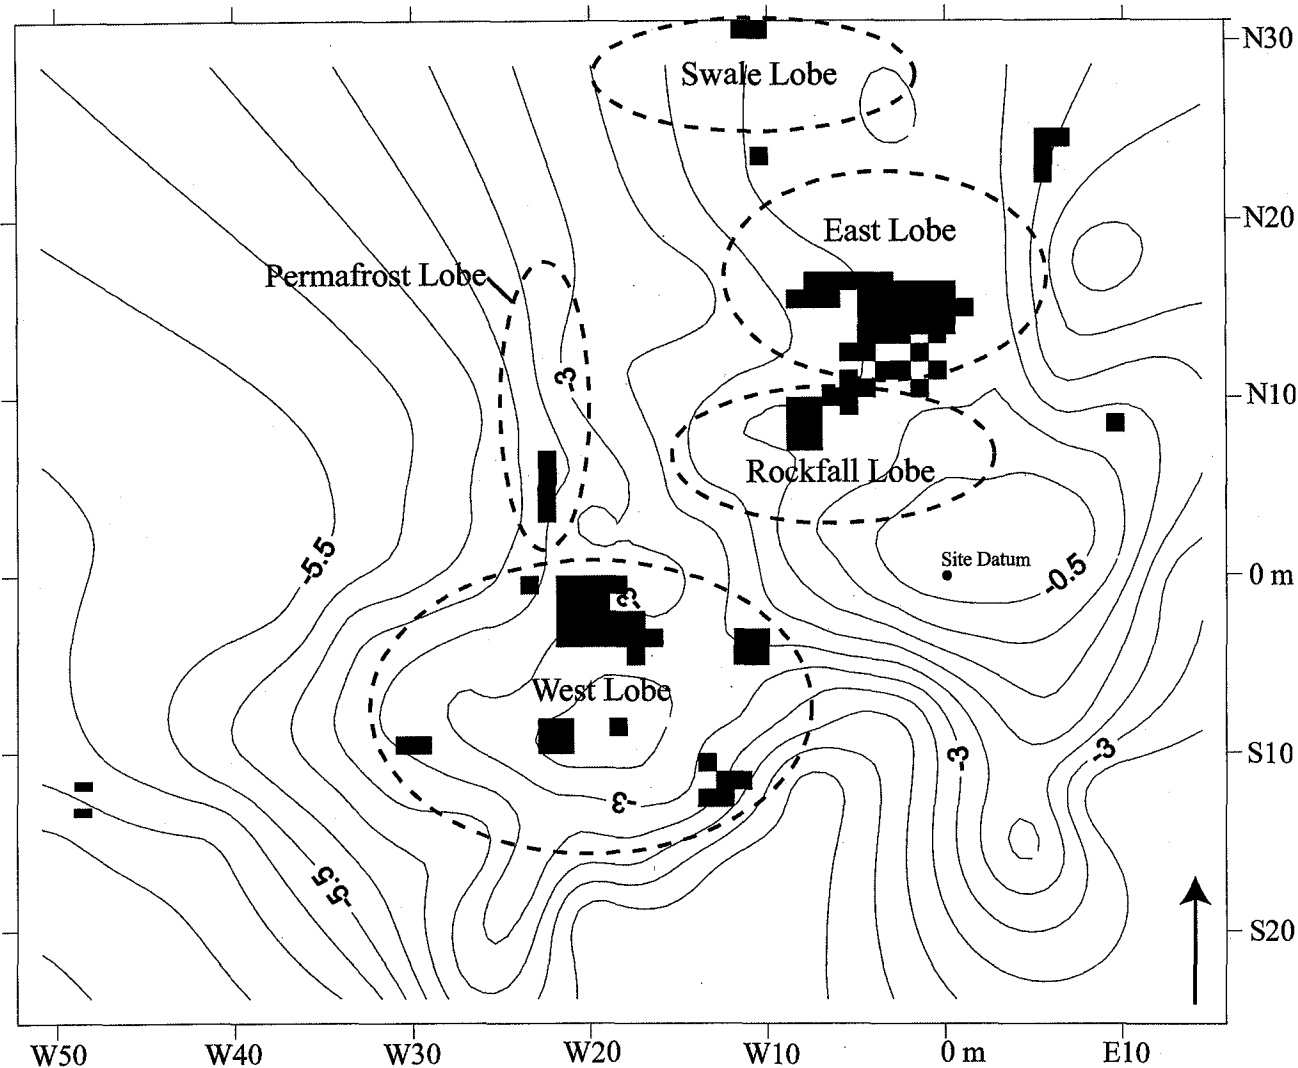 N30
Swale Lobe
N20
East Lobe
Permafrost Lobe
-3
N10
Rockfall Lobe
-5.5
Site Datum
-0.5
0 m
-3
West Lobe
-3
-3
S10
-3
-5.5
S20
W50
W40
W30
W20
W10
0 m
E10